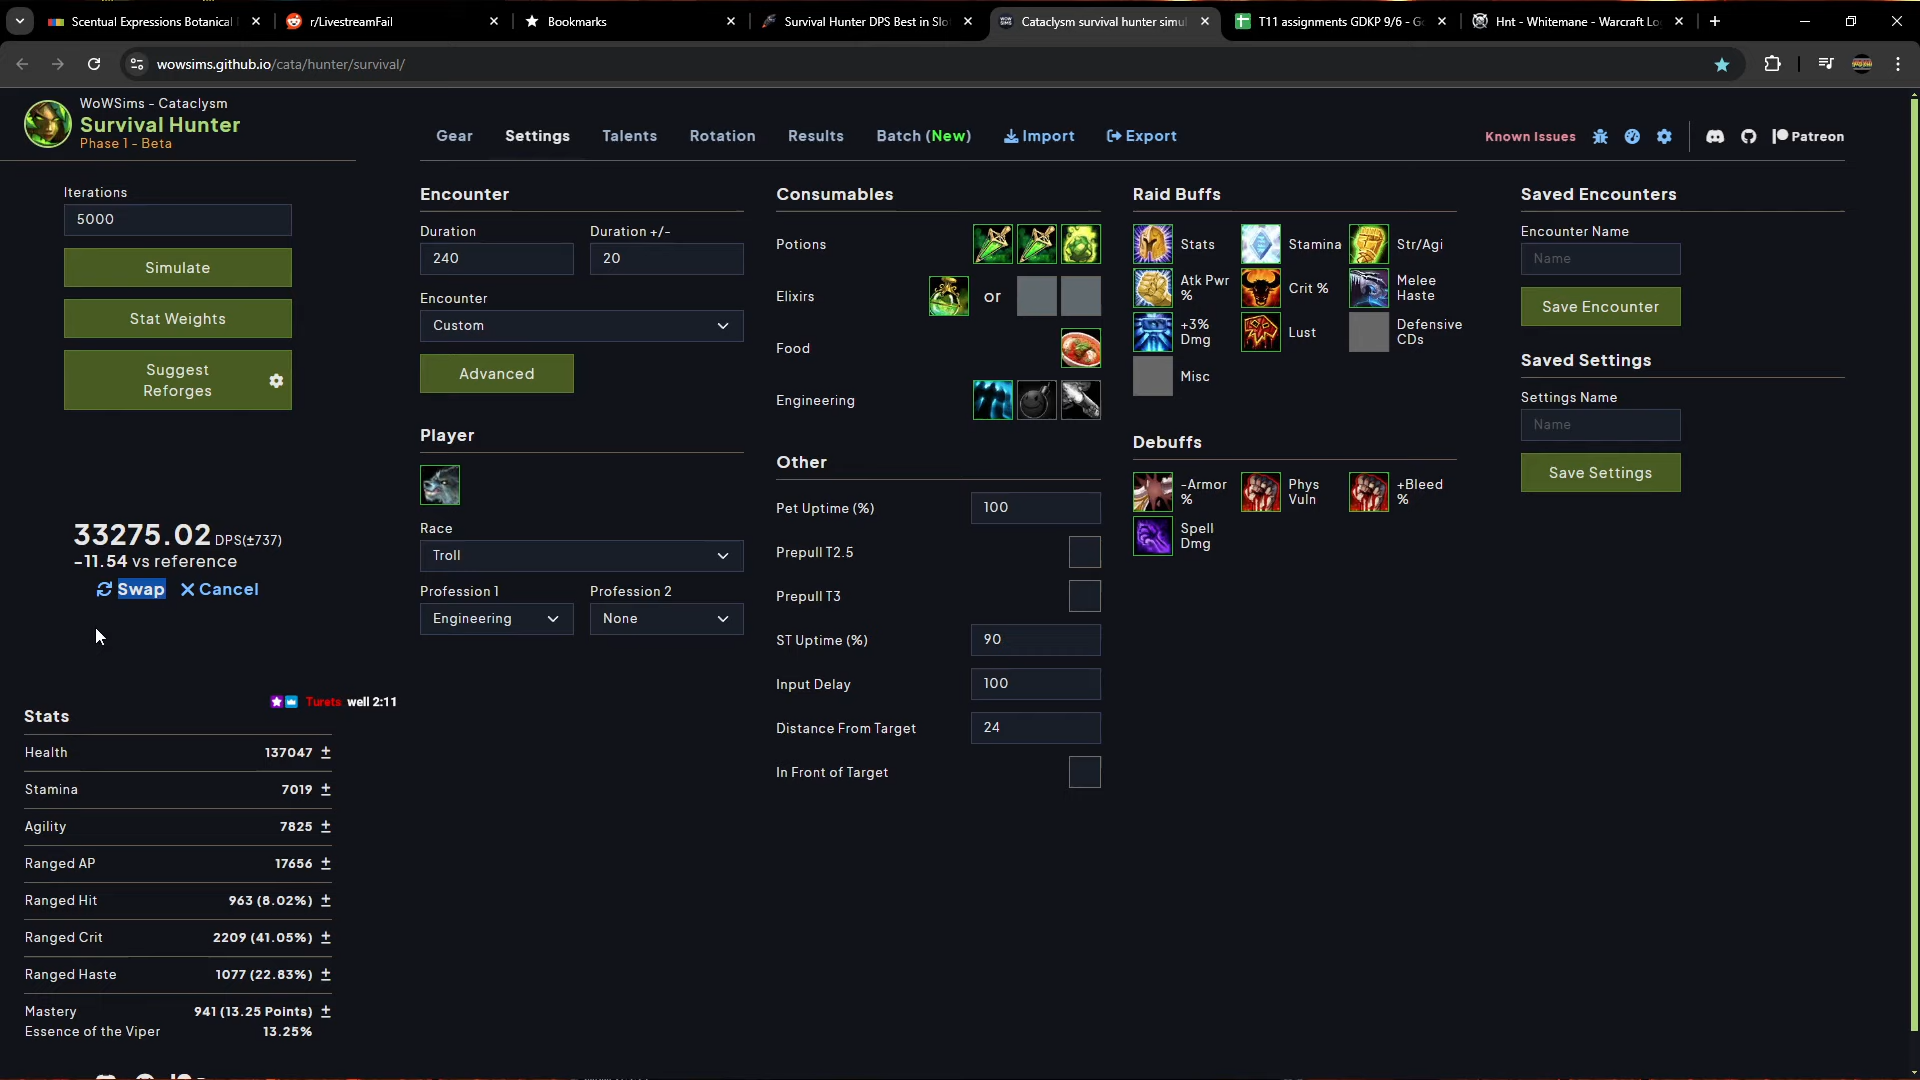 Scentual Expressions Botanical
r/LivestreamFail
Bookmarks
Survival Hunter DPS Best in Slo
Cataclysm survival hunter simul
T11 assignments GDKP 9/6 - Go
Hnt - Whitemane - Warcraft Lo
wowsims.github.io/cata/hunter/survival/
WoWSims - Cataclysm
Survival Hunter
Phase 1 - Beta
Gear
Settings
Talents
Rotation
Results
Batch (New)
Import
Export
Known Issues
Patreon
Iterations
5000
Simulate
Stat Weights
Suggest
Reforges
33275.02 DPS(±737)
-11.54 vs reference
Swap
Cancel
Turets well 2:11
Stats
Health 137047 ±
Stamina 7019 ±
Agility 7825 ±
Ranged AP 17656 ±
Ranged Hit 963 (8.02%) ±
Ranged Crit 2209 (41.05%) ±
Ranged Haste 1077 (22.83%) ±
Mastery 941 (13.25 Points) ±
Essence of the Viper 13.25%
Encounter
Duration
240
Duration +/-
20
Encounter
Custom
Advanced
Player
Race
Troll
Profession 1
Engineering
Profession 2
None
Consumables
Potions
Elixirs
or
Food
Engineering
Other
Pet Uptime (%) 100
Prepull T2.5
Prepull T3
ST Uptime (%) 90
Input Delay 100
Distance From Target 24
In Front of Target
Raid Buffs
Stats
Stamina
Str/Agi
Atk Pwr
%
Crit %
Melee
Haste
+3%
Dmg
Lust
Defensive
CDs
Misc
Debuffs
-Armor
%
Phys
Vuln
+Bleed
%
Spell
Dmg
Saved Encounters
Encounter Name
Name
Save Encounter
Saved Settings
Settings Name
Name
Save Settings